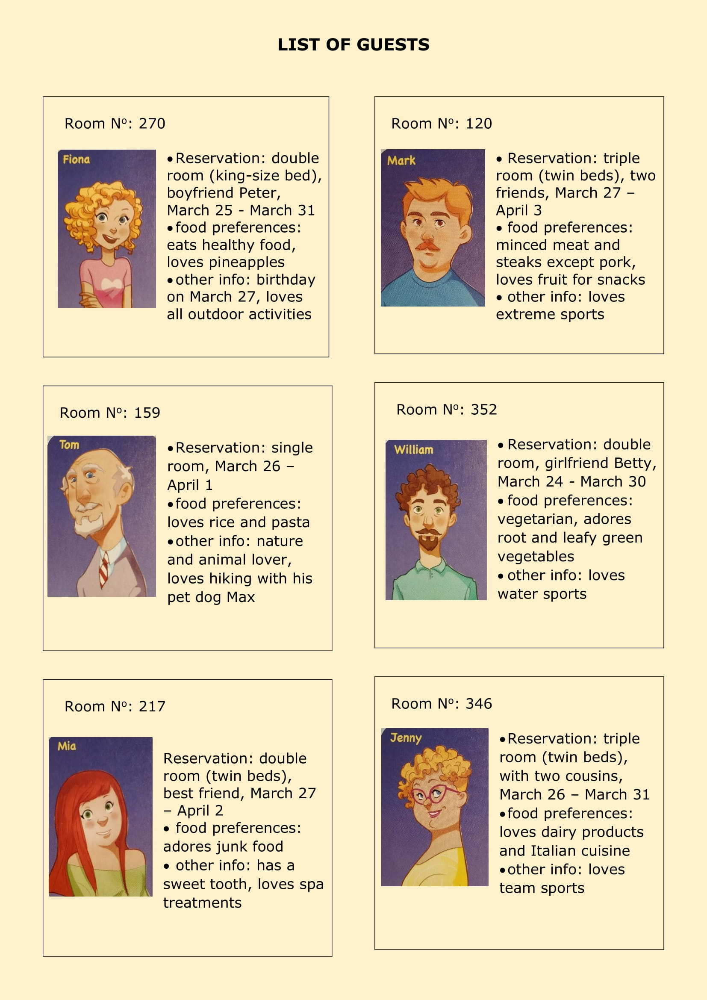 LIST OF GUESTS
Room Nº: 270
Fiona
•Reservation: double
room (king-size bed),
boyfriend Peter,
March 25 - March 31
•food preferences:
eats healthy food,
loves pineapples
•other info: birthday
on March 27, loves
all outdoor activities
Room Nº: 120
Mark
• Reservation: triple
room (twin beds), two
friends, March 27 –
April 3
• food preferences:
minced meat and
steaks except pork,
loves fruit for snacks
• other info: loves
extreme sports
Room Nº: 159
Tom
•Reservation: single
room, March 26 –
April 1
•food preferences:
loves rice and pasta
•other info: nature
and animal lover,
loves hiking with his
pet dog Max
Room Nº: 352
William
• Reservation: double
room, girlfriend Betty,
March 24 - March 30
• food preferences:
vegetarian, adores
root and leafy green
vegetables
• other info: loves
water sports
Room Nº: 217
Mia
Reservation: double
room (twin beds),
best friend, March 27
– April 2
• food preferences:
adores junk food
• other info: has a
sweet tooth, loves spa
treatments
Room Nº: 346
Jenny
•Reservation: triple
room (twin beds),
with two cousins,
March 26 – March 31
•food preferences:
loves dairy products
and Italian cuisine
•other info: loves
team sports